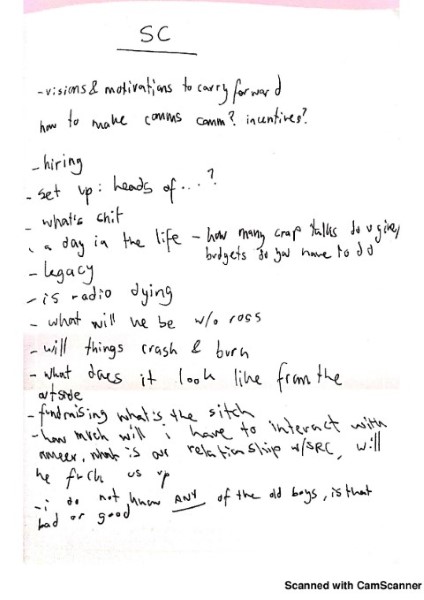 SC
- visions & motivations to carry forward
how to make comms comm? incentives?
- hiring
- set up: heads of...?
- what's shit
- a day in the life - how many crap talks do u give/
budgets do you have to do
- legacy
- is radio dying
- what will we be w/o ross
- will things crash & burn
- what does it look like from the
outside
- fundraising what's the sitch
- how much will i have to interact with
ameer, what is our relationship w/SRC, will
he fuck us up
- i do not know ANY of the old boys, is that
bad or good
Scanned with CamScanner